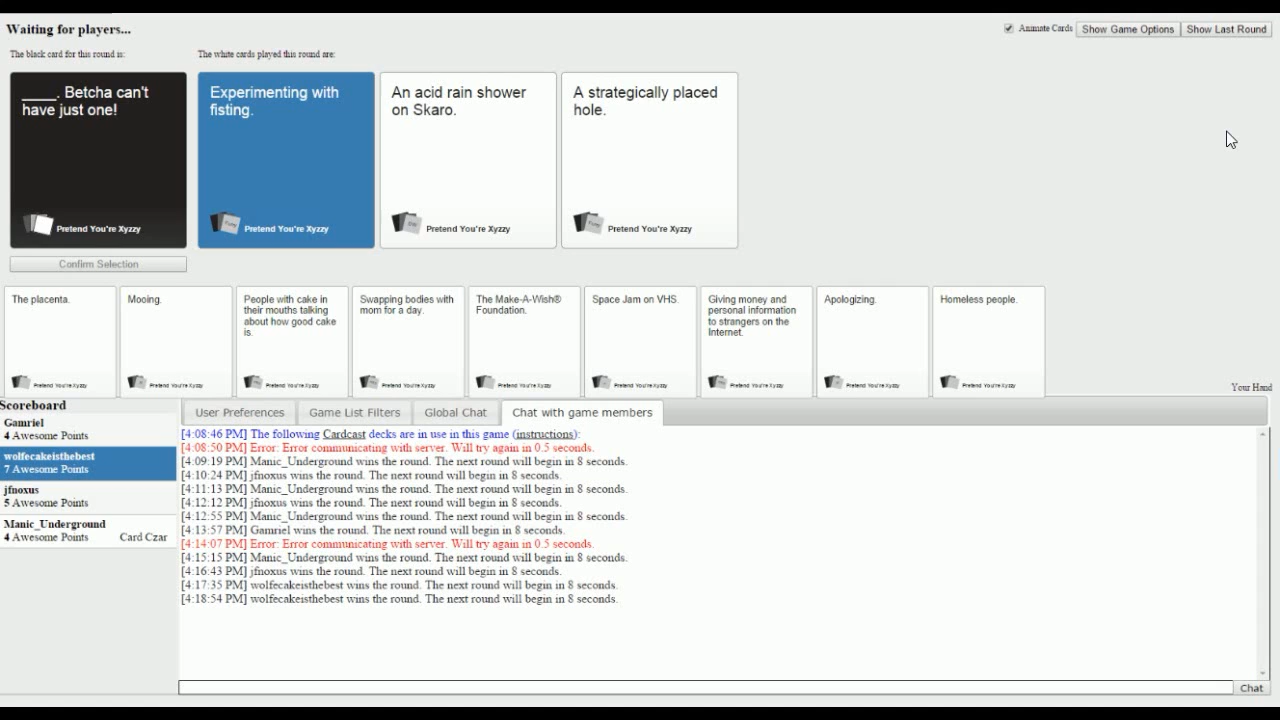 Waiting for players...
Animate Cards
Show Game Options
Show Last Round
The black card for this round is:
The white cards played this round are:
____. Betcha can't
have just one!
Pretend You're Xyzzy
Experimenting with
fisting.
Pretend You're Xyzzy
An acid rain shower
on Skaro.
Pretend You're Xyzzy
A strategically placed
hole.
Pretend You're Xyzzy
Confirm Selection
The placenta.
Pretend You're Xyzzy
Mooing.
Pretend You're Xyzzy
People with cake in
their mouths talking
about how good cake
is.
Pretend You're Xyzzy
Swapping bodies with
mom for a day.
Pretend You're Xyzzy
The Make-A-Wish®
Foundation.
Pretend You're Xyzzy
Space Jam on VHS.
Pretend You're Xyzzy
Giving money and
personal information
to strangers on the
Internet.
Pretend You're Xyzzy
Apologizing.
Pretend You're Xyzzy
Homeless people.
Pretend You're Xyzzy
Your Hand
Scoreboard
Gamriel
4 Awesome Points
wolfecakeisthebest
7 Awesome Points
jfnoxus
5 Awesome Points
Manic_Underground
4 Awesome Points Card Czar
User Preferences
Game List Filters
Global Chat
Chat with game members
[4:08:46 PM] The following Cardcast decks are in use in this game (instructions):
[4:08:50 PM] Error: Error communicating with server. Will try again in 0.5 seconds.
[4:09:19 PM] Manic_Underground wins the round. The next round will begin in 8 seconds.
[4:10:24 PM] jfnoxus wins the round. The next round will begin in 8 seconds.
[4:11:13 PM] Manic_Underground wins the round. The next round will begin in 8 seconds.
[4:12:12 PM] jfnoxus wins the round. The next round will begin in 8 seconds.
[4:12:55 PM] Manic_Underground wins the round. The next round will begin in 8 seconds.
[4:13:57 PM] Gamriel wins the round. The next round will begin in 8 seconds.
[4:14:07 PM] Error: Error communicating with server. Will try again in 0.5 seconds.
[4:15:15 PM] Manic_Underground wins the round. The next round will begin in 8 seconds.
[4:16:43 PM] jfnoxus wins the round. The next round will begin in 8 seconds.
[4:17:35 PM] wolfecakeisthebest wins the round. The next round will begin in 8 seconds.
[4:18:54 PM] wolfecakeisthebest wins the round. The next round will begin in 8 seconds.
Chat